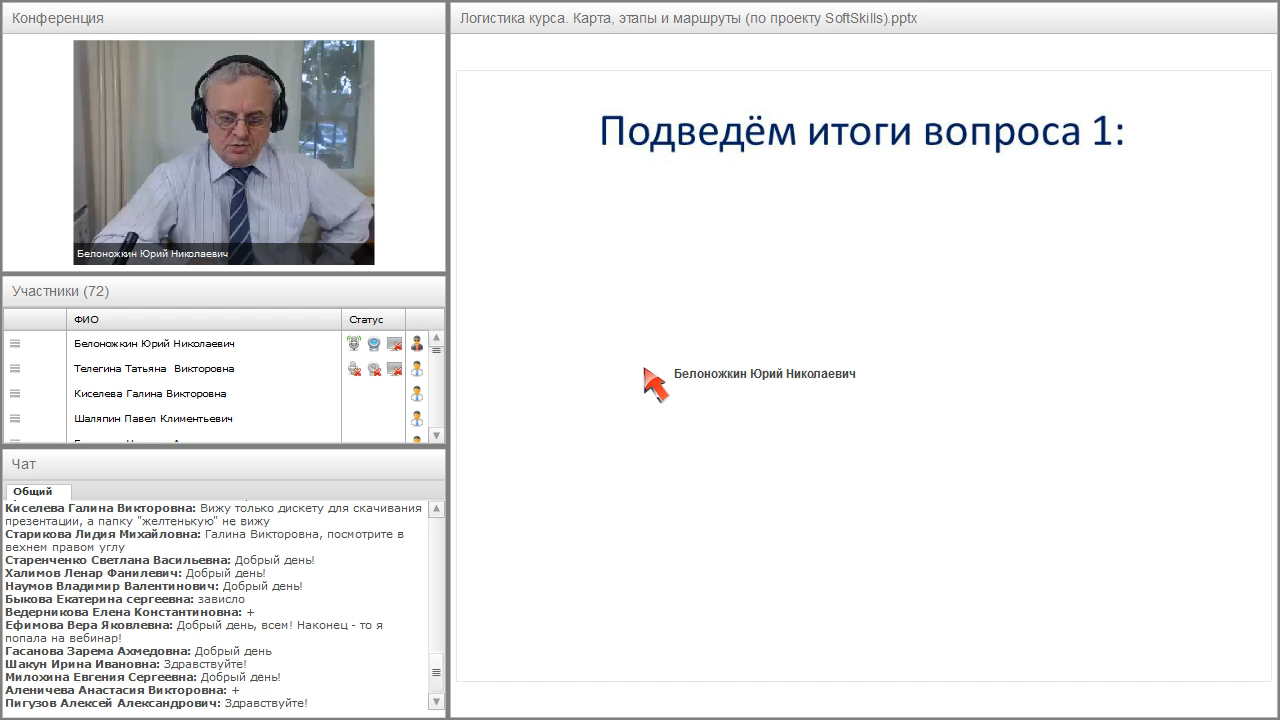 Конференция
Белоножкин Юрий Николаевич
Участники (72)
ФИО Статус
Белоножкин Юрий Николаевич
Телегина Татьяна Викторовна
Киселева Галина Викторовна
Шаляпин Павел Климентьевич
Чат
Общий
Киселева Галина Викторовна: Вижу только дискету для скачивания
презентации, а папку "желтенькую" не вижу
Старикова Лидия Михайловна: Галина Викторовна, посмотрите в
вехнем правом углу
Старенченко Светлана Васильевна: Добрый день!
Халимов Ленар Фанилевич: Добрый день!
Наумов Владимир Валентинович: Добрый день!
Быкова Екатерина сергеевна: зависло
Ведерникова Елена Константиновна: +
Ефимова Вера Яковлевна: Добрый день, всем! Наконец - то я
попала на вебинар!
Гасанова Зарема Ахмедовна: Добрый день
Шакун Ирина Ивановна: Здравствуйте!
Милохина Евгения Сергеевна: Добрый день!
Аленичева Анастасия Викторовна: +
Пигузов Алексей Александрович: Здравствуйте!
Логистика курса. Карта, этапы и маршруты (по проекту SoftSkills).pptx
Подведём итоги вопроса 1:
Белоножкин Юрий Николаевич